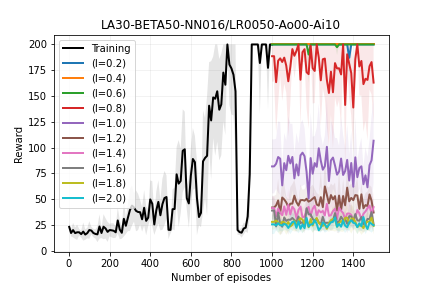 LA30-BETA50-NN016/LR0050-Ao00-Ai10
Reward
200
175
150
125
100
75
50
25
0
Training
(I=0.2)
(I=0.4)
(I=0.6)
(I=0.8)
(I=1.0)
(I=1.2)
(I=1.4)
(I=1.6)
(I=1.8)
(I=2.0)
0 200 400 600 800 1000 1200 1400
Number of episodes